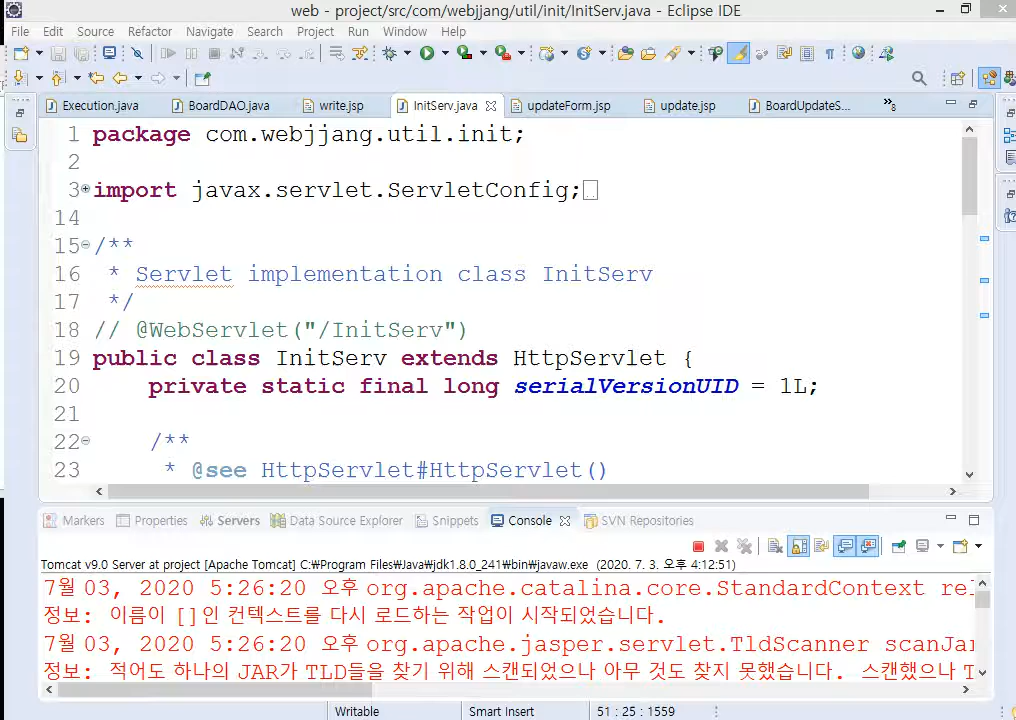 web - project/src/com/webjjang/util/init/InitServ.java - Eclipse IDE
File Edit Source Refactor Navigate Search Project Run Window Help
Execution.java BoardDAO.java write.jsp InitServ.java updateForm.jsp update.jsp BoardUpdateS... »8
1 package com.webjjang.util.init;
2
3 import javax.servlet.ServletConfig;
14
15 /**
16 * Servlet implementation class InitServ
17 */
18 // @WebServlet("/InitServ")
19 public class InitServ extends HttpServlet {
20 private static final long serialVersionUID = 1L;
21
22 /**
23 * @see HttpServlet#HttpServlet()
Markers Properties Servers Data Source Explorer Snippets Console SVN Repositories
Tomcat v9.0 Server at project [Apache Tomcat] C:₩Program Files₩Java₩jdk1.8.0_241₩bin₩javaw.exe (2020. 7. 3. 오후 4:12:51)
7월 03, 2020 5:26:20 오후 org.apache.catalina.core.StandardContext rel
정보: 이름이 []인 컨텍스트를 다시 로드하는 작업이 시작되었습니다.
7월 03, 2020 5:26:20 오후 org.apache.jasper.servlet.TldScanner scanJar
정보: 적어도 하나의 JAR가 TLD들을 찾기 위해 스캔되었으나 아무 것도 찾지 못했습니다. 스캔했으나 T
Writable Smart Insert 51 : 25 : 1559